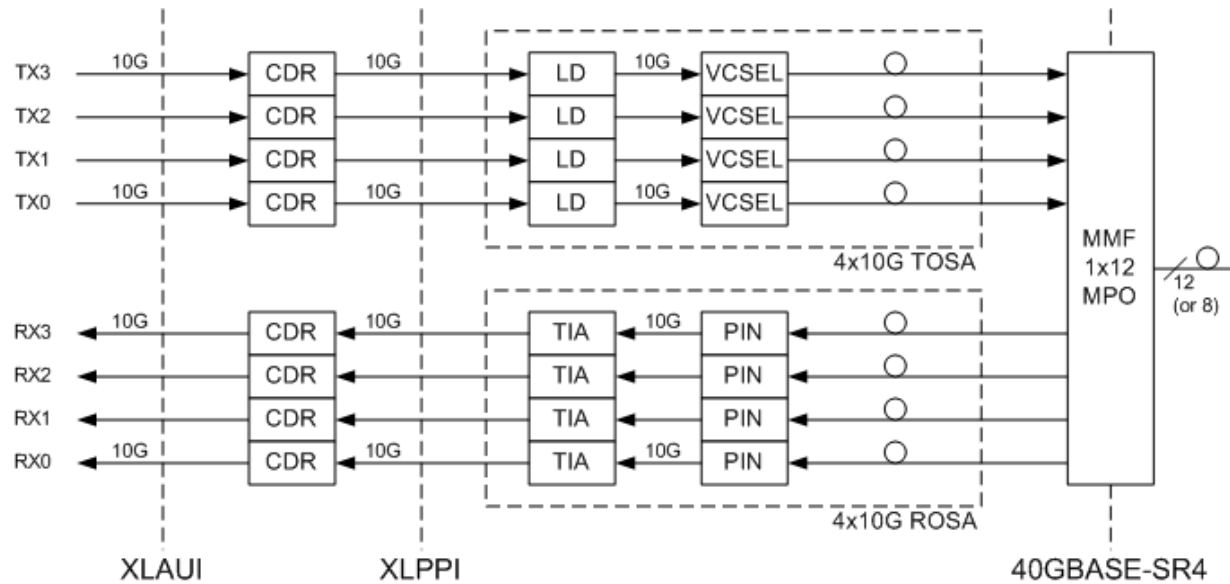 TX3 10G CDR 10G LD 10G VCSEL
TX2 CDR LD VCSEL
TX1 CDR LD VCSEL
TX0 10G CDR 10G LD 10G VCSEL
4x10G TOSA
MMF
1x12
MPO
12
(or 8)
RX3 10G CDR 10G TIA 10G PIN
RX2 CDR TIA PIN
RX1 CDR TIA PIN
RX0 10G CDR 10G TIA 10G PIN
4x10G ROSA
XLAUI XLPPI 40GBASE-SR4